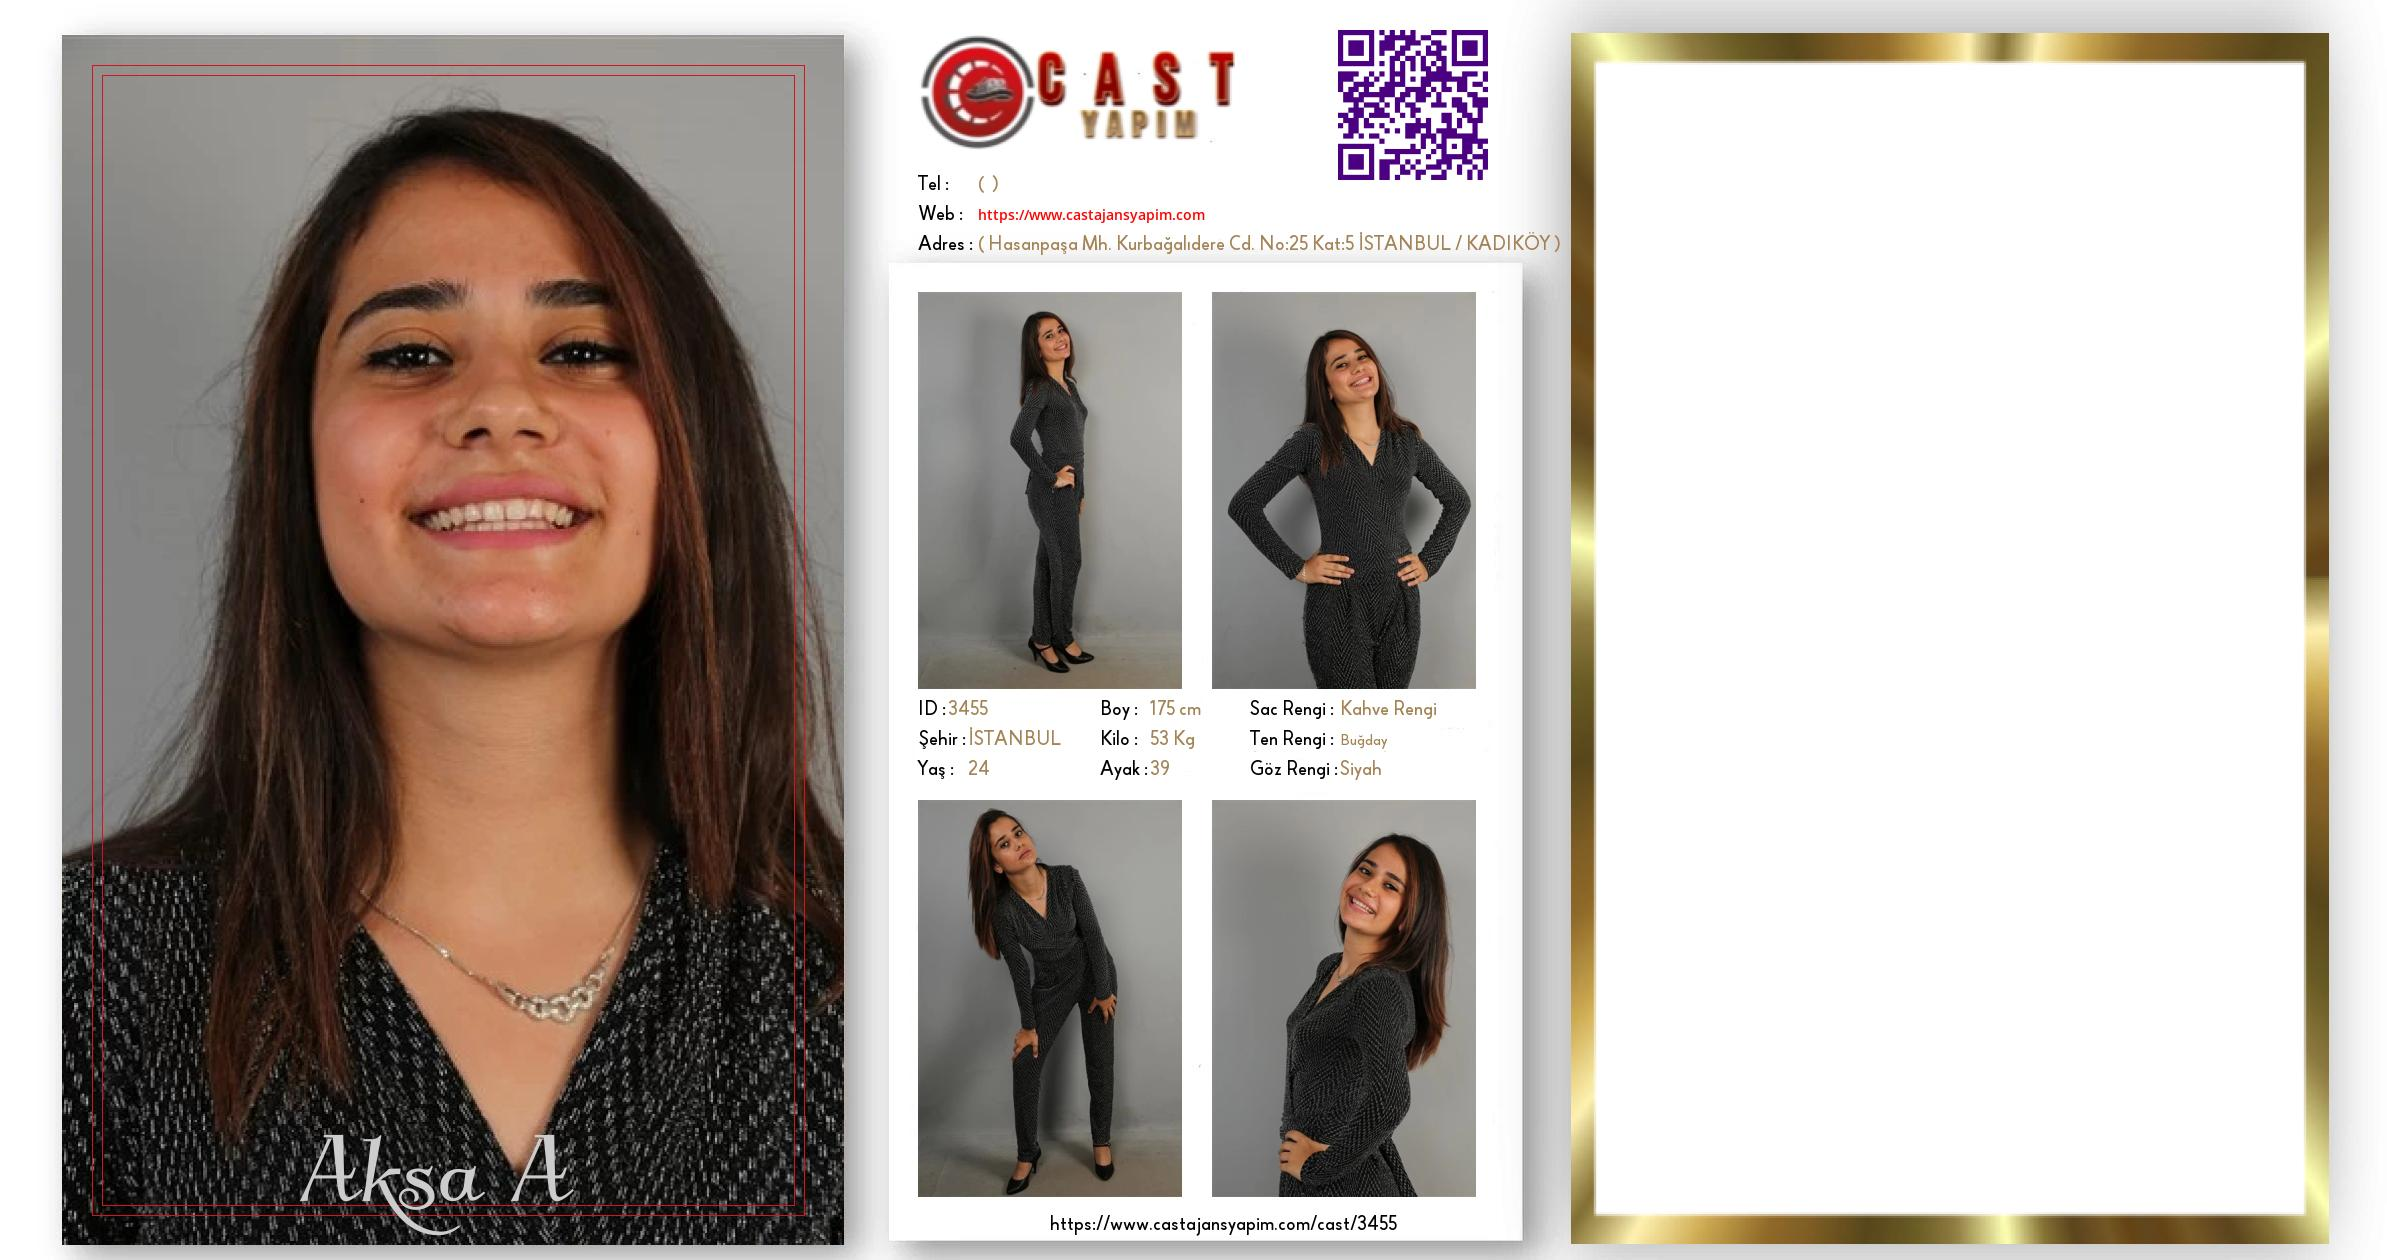 Aksa A
CAST
YAPIM
Tel : ( )
Web : https://www.castajansyapim.com
Adres : ( Hasanpaşa Mh. Kurbağalıdere Cd. No:25 Kat:5 İSTANBUL / KADIKÖY )
ID : 3455 Boy : 175 cm Sac Rengi : Kahve Rengi
Şehir : İSTANBUL Kilo : 53 Kg Ten Rengi : Buğday
Yaş : 24 Ayak : 39 Göz Rengi : Siyah
https://www.castajansyapim.com/cast/3455